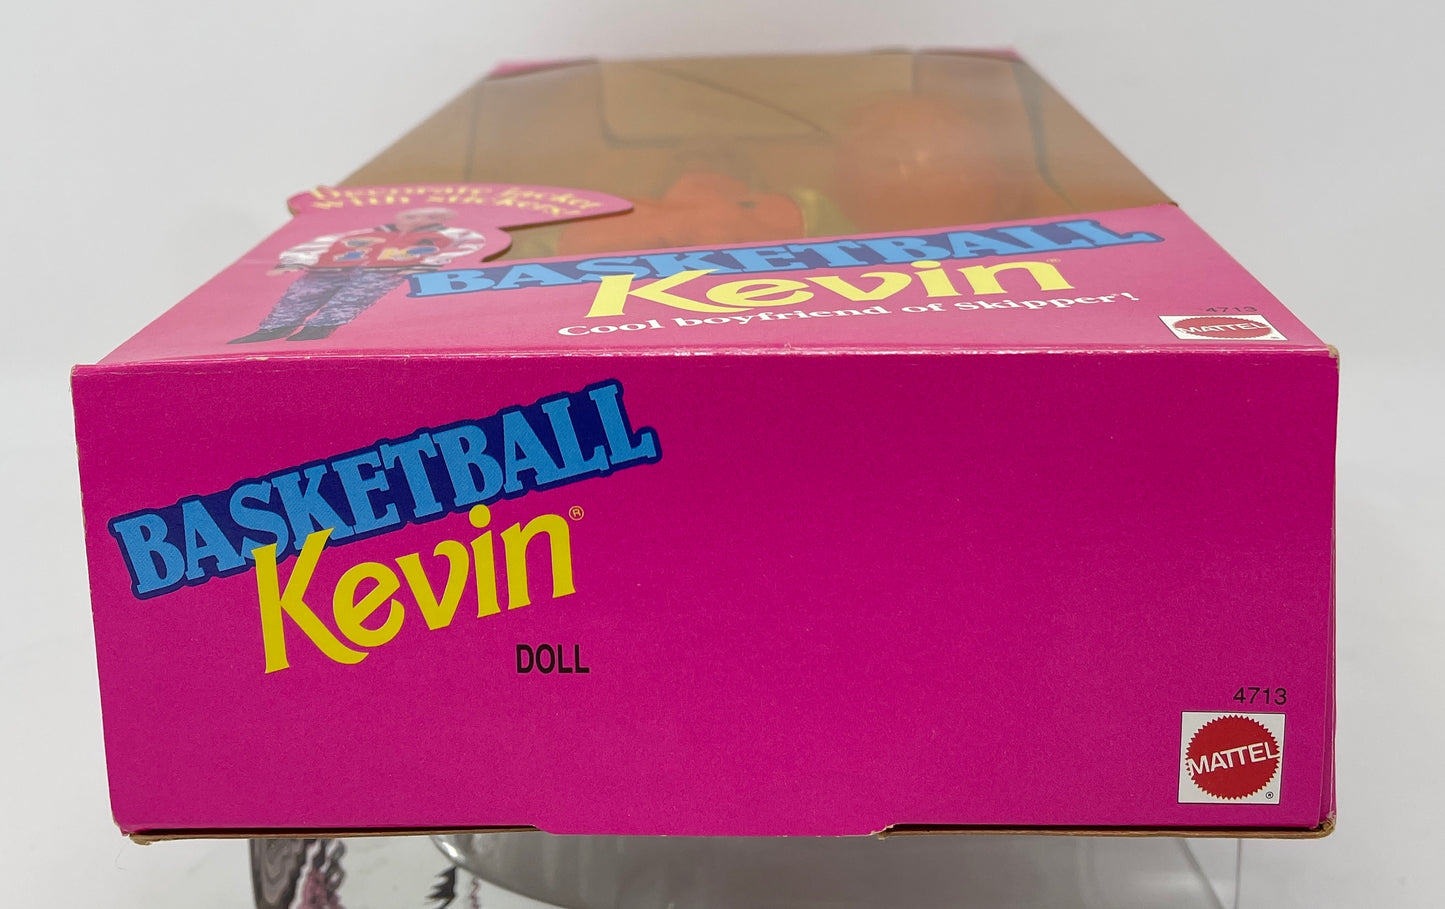 Decorate Jacket
with stickers!
BASKETBALL
Kevin®
Cool boyfriend of Skipper®!
4713
MATTEL
BASKETBALL
Kevin®
DOLL
4713
MATTEL®